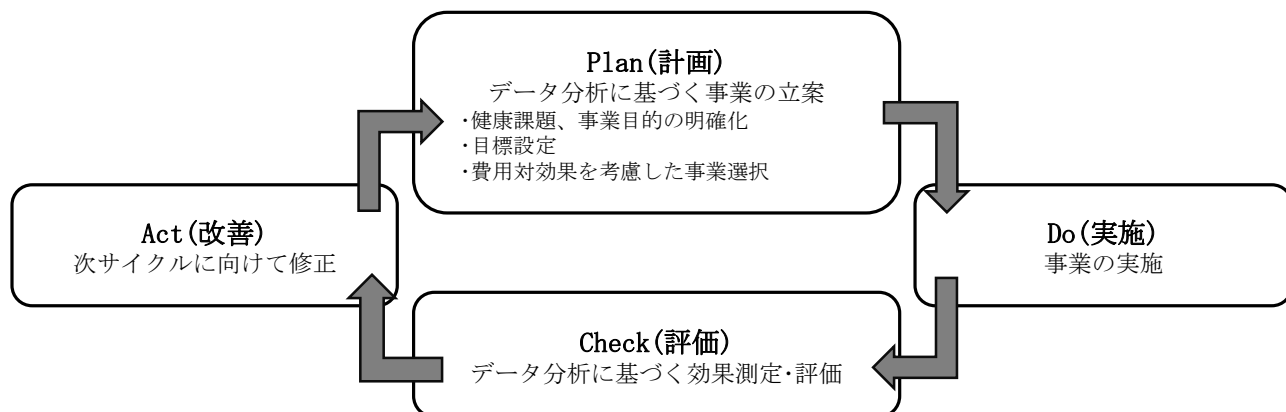 Plan(計画)
データ分析に基づく事業の立案
・健康課題、事業目的の明確化
・目標設定
・費用対効果を考慮した事業選択
Act(改善)
次サイクルに向けて修正
Do(実施)
事業の実施
Check(評価)
データ分析に基づく効果測定・評価